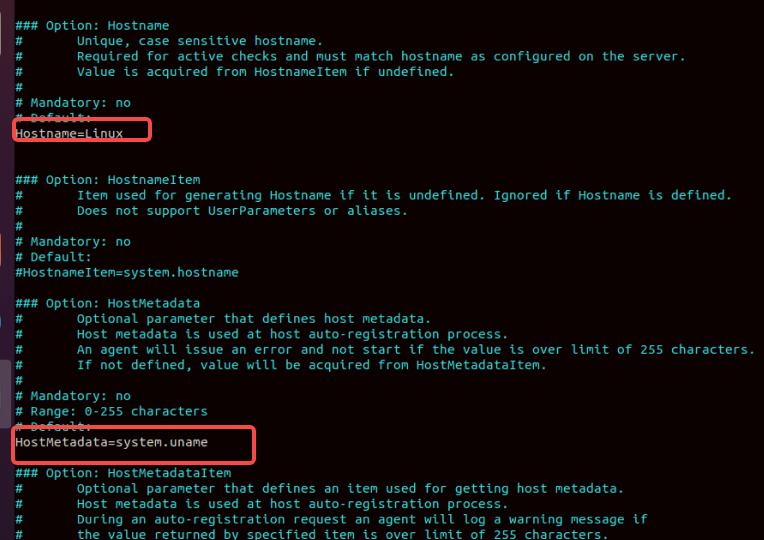 ### Option: Hostname
#       Unique, case sensitive hostname.
#       Required for active checks and must match hostname as configured on the server.
#       Value is acquired from HostnameItem if undefined.
#
# Mandatory: no
# Default:
Hostname=Linux
### Option: HostnameItem
#       Item used for generating Hostname if it is undefined. Ignored if Hostname is defined.
#       Does not support UserParameters or aliases.
#
# Mandatory: no
# Default:
#HostnameItem=system.hostname
### Option: HostMetadata
#       Optional parameter that defines host metadata.
#       Host metadata is used at host auto-registration process.
#       An agent will issue an error and not start if the value is over limit of 255 characters.
#       If not defined, value will be acquired from HostMetadataItem.
#
# Mandatory: no
# Range: 0-255 characters
# Default:
HostMetadata=system.uname
### Option: HostMetadataItem
#       Optional parameter that defines an item used for getting host metadata.
#       Host metadata is used at host auto-registration process.
#       During an auto-registration request an agent will log a warning message if
#       the value returned by specified item is over limit of 255 characters.